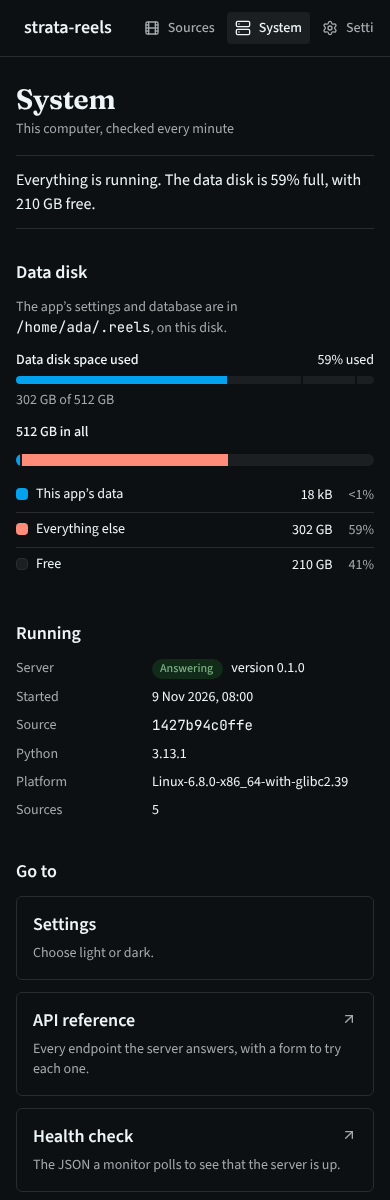 strata-reels
Sources
System
Setti
System
This computer, checked every minute
Everything is running. The data disk is 59% full, with
210 GB free.
Data disk
The app’s settings and database are in
/home/ada/.reels, on this disk.
Data disk space used
59% used
302 GB of 512 GB
512 GB in all
This app’s data 18 kB <1%
Everything else 302 GB 59%
Free 210 GB 41%
Running
Server Answering version 0.1.0
Started 9 Nov 2026, 08:00
Source 1427b94c0ffe
Python 3.13.1
Platform Linux-6.8.0-x86_64-with-glibc2.39
Sources 5
Go to
Settings
Choose light or dark.
API reference
Every endpoint the server answers, with a form to try
each one.
Health check
The JSON a monitor polls to see that the server is up.